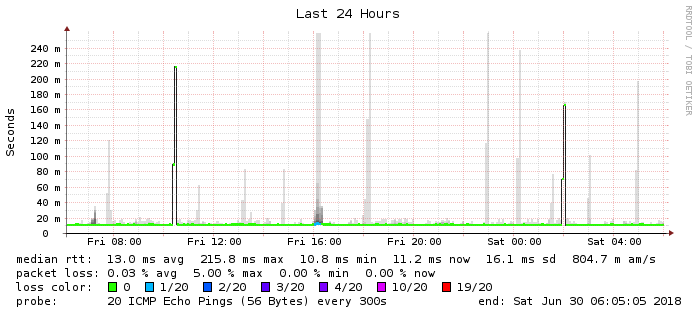 Last 24 Hours
RRDTOOL / TOBI OETIKER
Seconds
240 m
220 m
200 m
180 m
160 m
140 m
120 m
100 m
80 m
60 m
40 m
20 m
0
Fri 08:00 Fri 12:00 Fri 16:00 Fri 20:00 Sat 00:00 Sat 04:00
median rtt: 13.0 ms avg 215.8 ms max 10.8 ms min 11.2 ms now 16.1 ms sd 804.7 m am/s
packet loss: 0.03 % avg 5.00 % max 0.00 % min 0.00 % now
loss color: 0 1/20 2/20 3/20 4/20 10/20 19/20
probe: 20 ICMP Echo Pings (56 Bytes) every 300s end: Sat Jun 30 06:05:05 2018